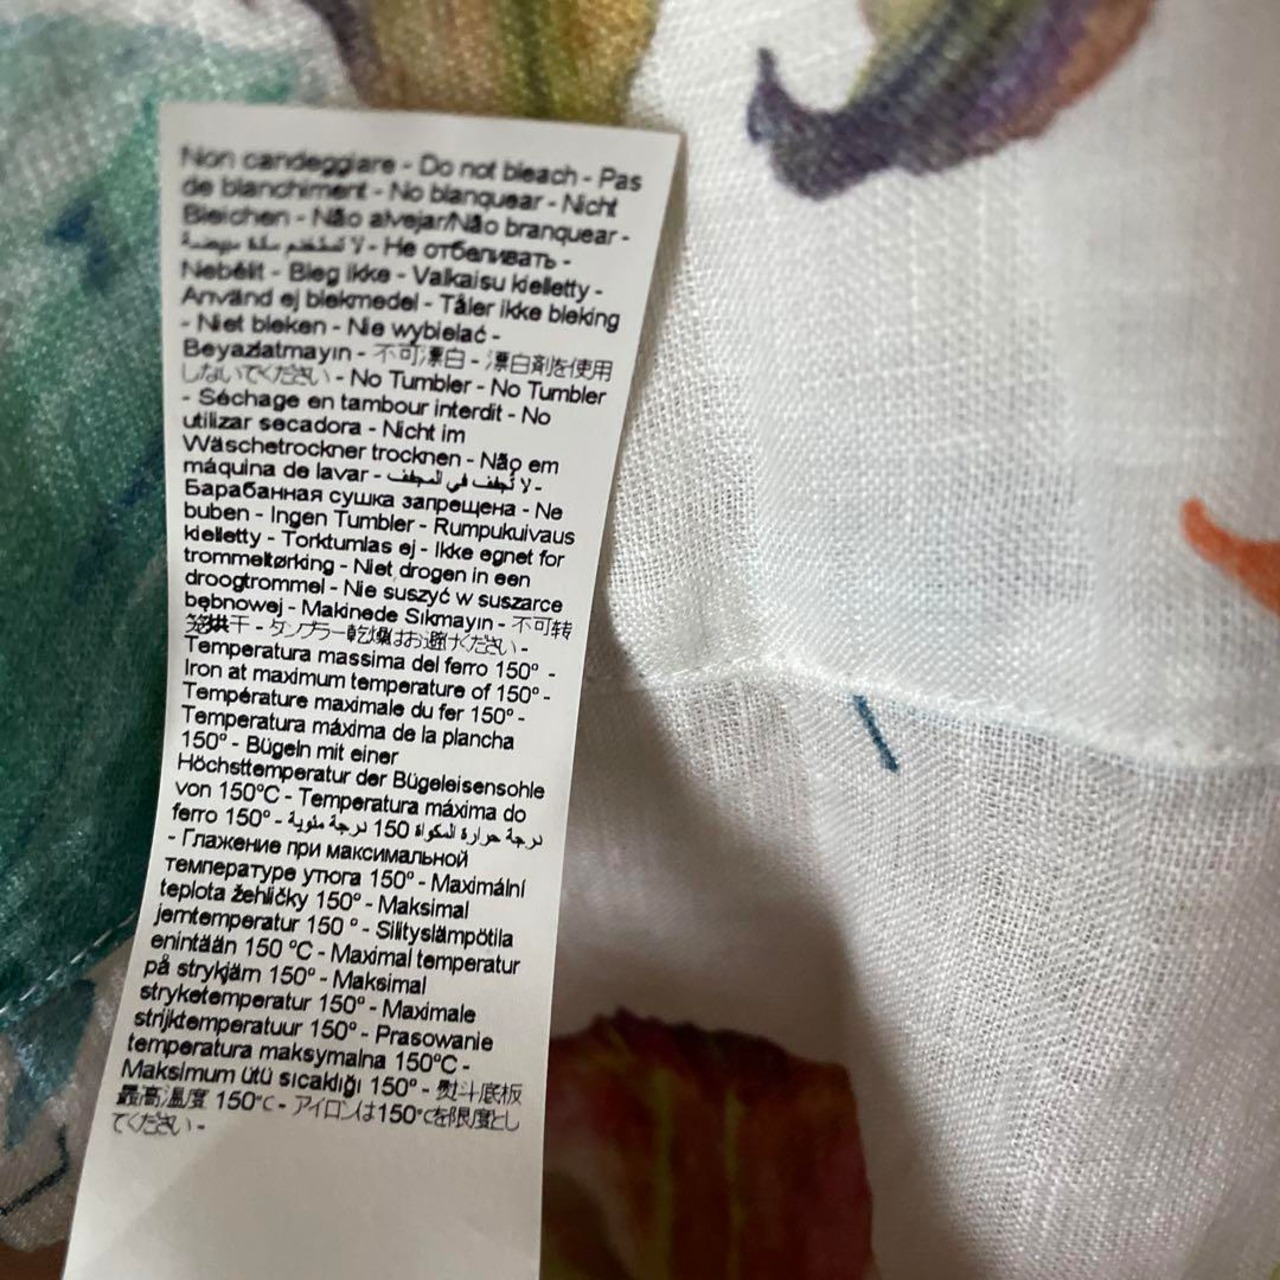 Non candeggiare - Do not bleach - Pas
de blanchiment - No blanquear - Nicht
Bleichen - Não alvejar/Não branquear -
لا تستخدم مادة مبيضة - Не отбеливать -
Nebělit - Bleg ikke - Valkaisu kielletty -
Använd ej blekmedel - Tåler ikke bleking
- Niet bleken - Nie wybielać -
Beyazlatmayın - 不可漂白 - 漂白剤を使用
しないでください - No Tumbler - No Tumbler
- Séchage en tambour interdit - No
utilizar secadora - Nicht im
Wäschetrockner trocknen - Não em
máquina de lavar - لا تُجفف في المجفف -
Барабанная сушка запрещена - Ne
buben - Ingen Tumbler - Rumpukuivaus
kielletty - Torktumlas ej - Ikke egnet for
trommeltørking - Niet drogen in een
droogtrommel - Nie suszyć w suszarce
bębnowej - Makinede Sıkmayın - 不可转
笼烘干 - タンブラー乾燥はお避けください -
Temperatura massima del ferro 150° -
Iron at maximum temperature of 150° -
Température maximale du fer 150° -
Temperatura máxima de la plancha
150° - Bügeln mit einer
Höchsttemperatur der Bügeleisensohle
von 150°C - Temperatura máxima do
ferro 150° - درجة حرارة المكواة 150 درجة مئوية
- Глажение при максимальной
температуре утюга 150° - Maximální
teplota žehličky 150° - Maksimal
jerntemperatur 150 ° - Silityslämpötila
enintään 150 °C - Maximal temperatur
på strykjärn 150° - Maksimal
stryketemperatur 150° - Maximale
strijktemperatuur 150° - Prasowanie
temperatura maksymalna 150°C -
Maksimum ütü sıcaklığı 150° - 熨斗底板
最高温度 150°C - アイロンは150°Cを限度とし
てください -